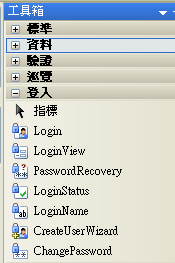 工具箱
標準
資料
驗證
巡覽
登入
指標
Login
LoginView
PasswordRecovery
LoginStatus
LoginName
CreateUserWizard
ChangePassword